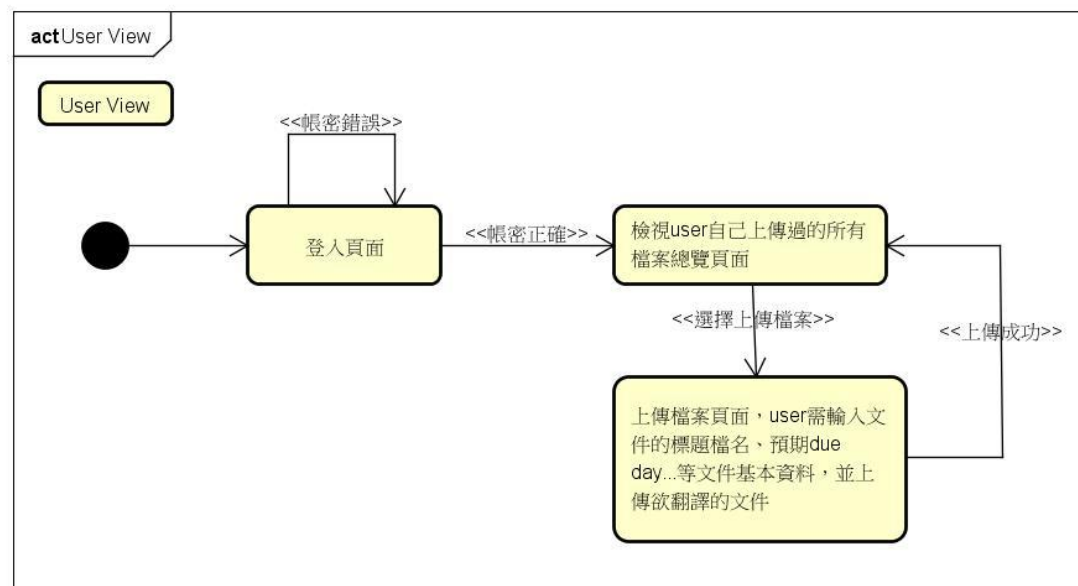 act User View
User View
<<帳密錯誤>>
登入頁面
<<帳密正確>>
檢視user自己上傳過的所有
檔案總覽頁面
<<選擇上傳檔案>>
<<上傳成功>>
上傳檔案頁面，user需輸入文
件的標題檔名、預期due
day...等文件基本資料，並上
傳欲翻譯的文件